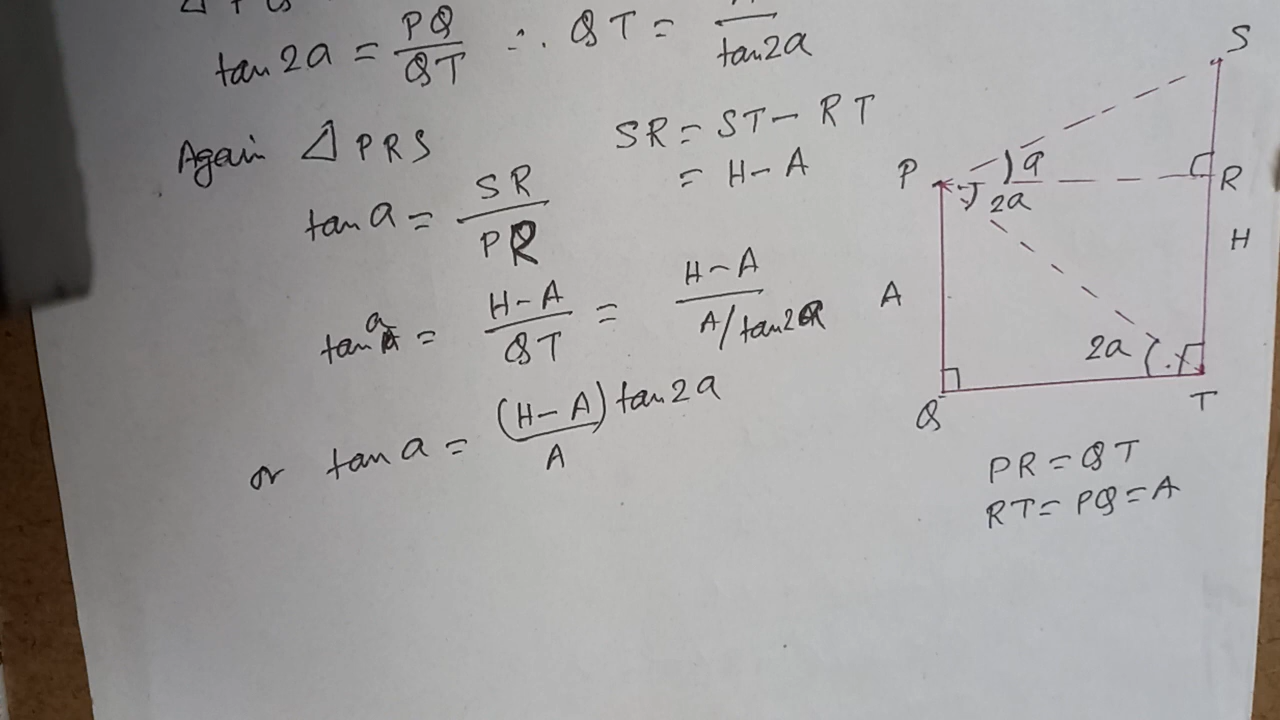 tan 2a = PQ/QT ∴ QT = /tan2a
Again △ PRS
SR = ST - RT
= H - A
tan a = SR/PR
tan a = H-A/QT = H-A/A/tan2a
or tan a = (H-A) tan 2a/A
S
P
a
R
2a
H
A
2a
Q
T
PR = QT
RT = PQ = A